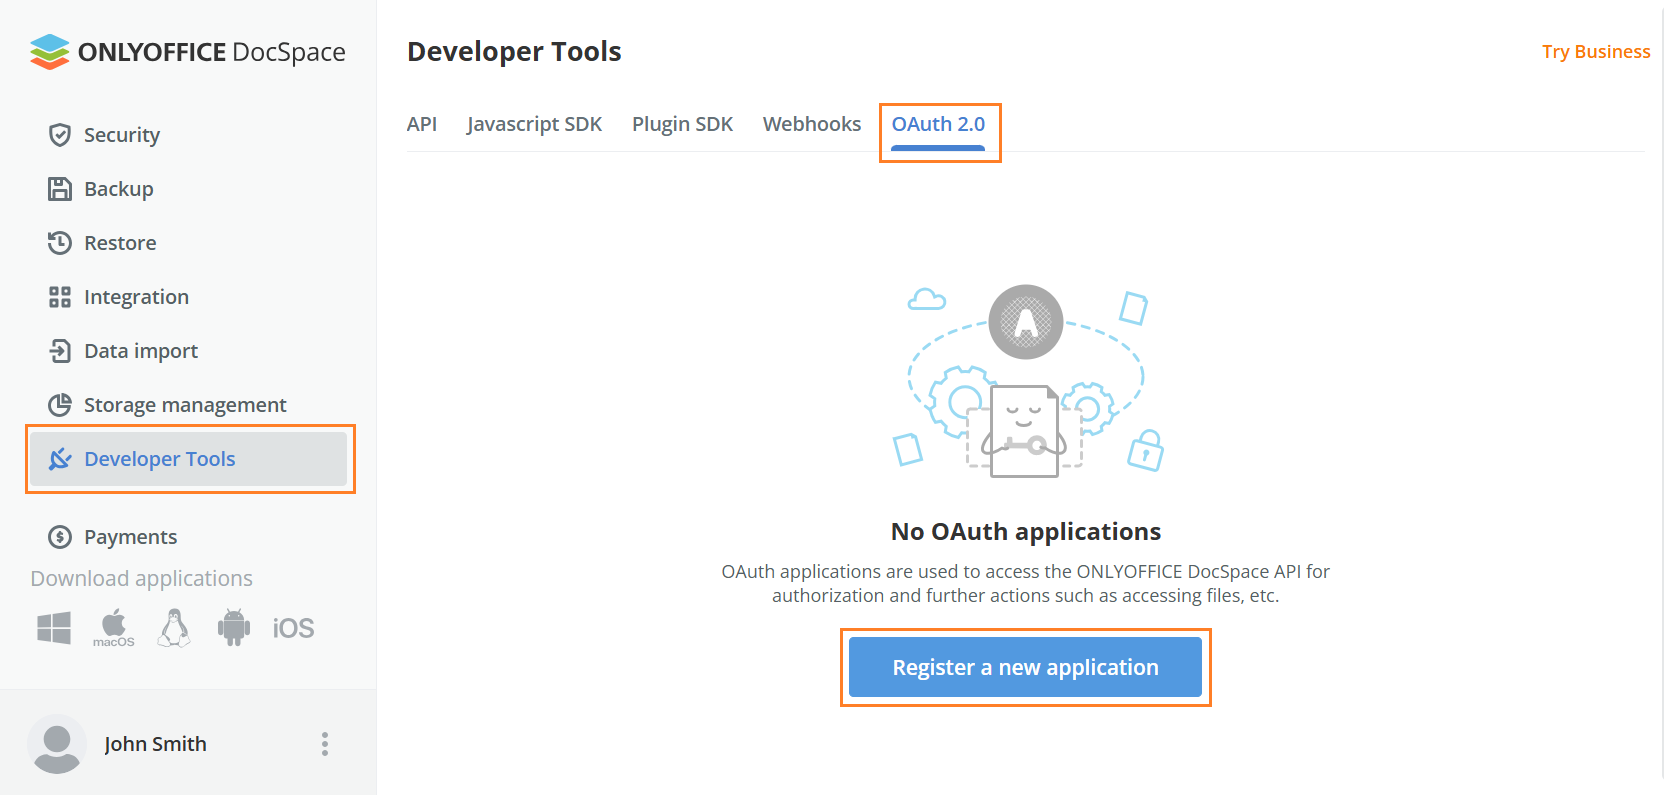 ONLYOFFICE DocSpace
Security
Backup
Restore
Integration
Data import
Storage management
Developer Tools
Payments
Download applications
macOS
iOS
John Smith
Developer Tools
Try Business
API Javascript SDK Plugin SDK Webhooks OAuth 2.0
A
No OAuth applications
OAuth applications are used to access the ONLYOFFICE DocSpace API for
authorization and further actions such as accessing files, etc.
Register a new application